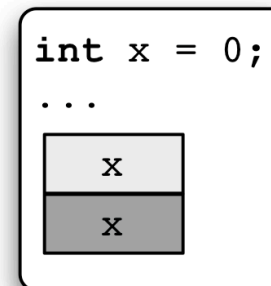 int x = 0;
...
x
x